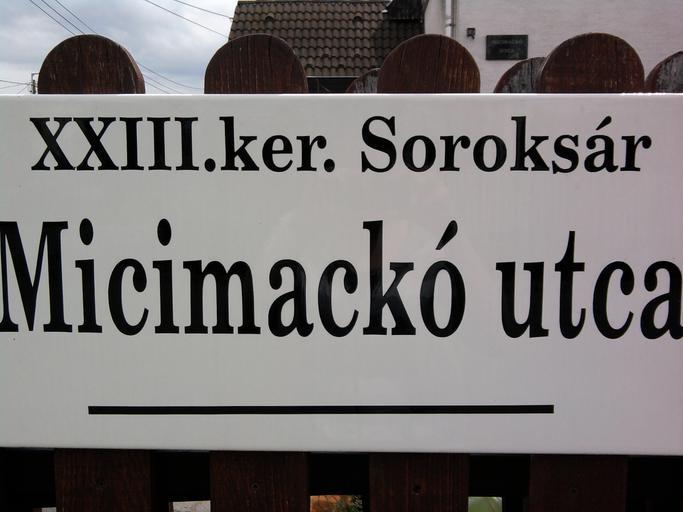 XXIII.ker. Soroksár
Micimackó utca